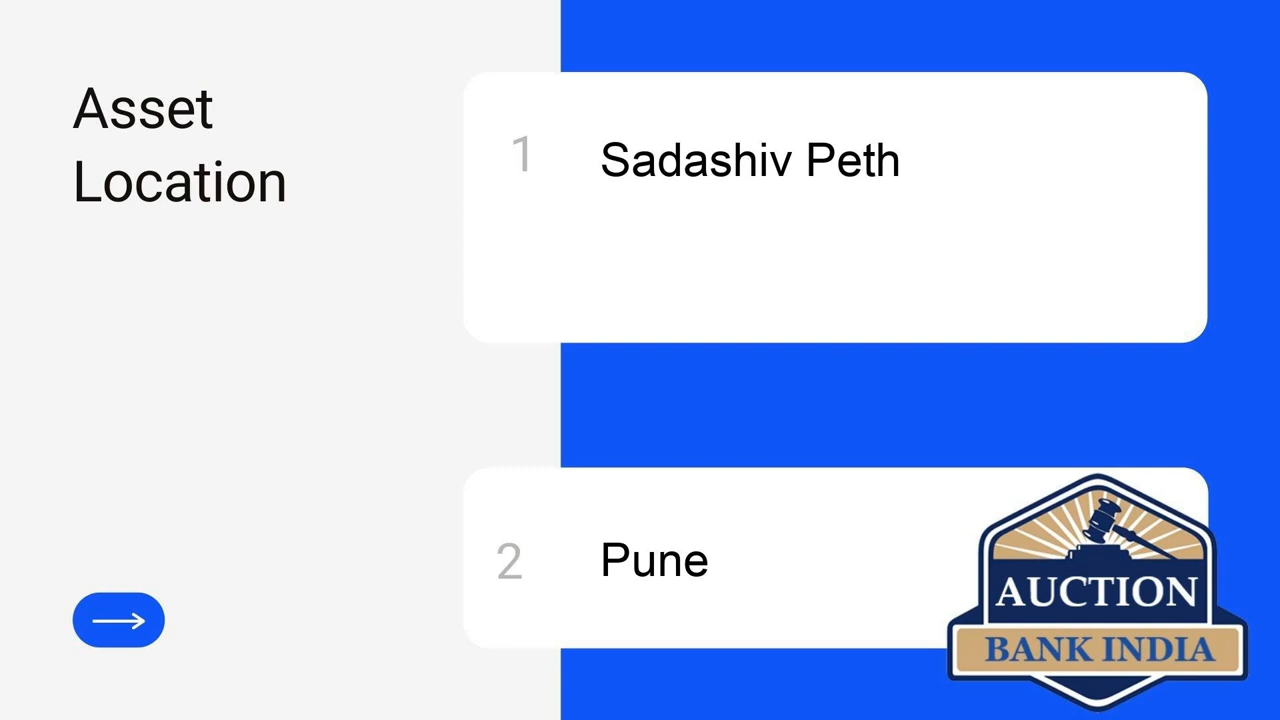 Asset
Location
1
Sadashiv Peth
2
Pune
AUCTION
BANK INDIA